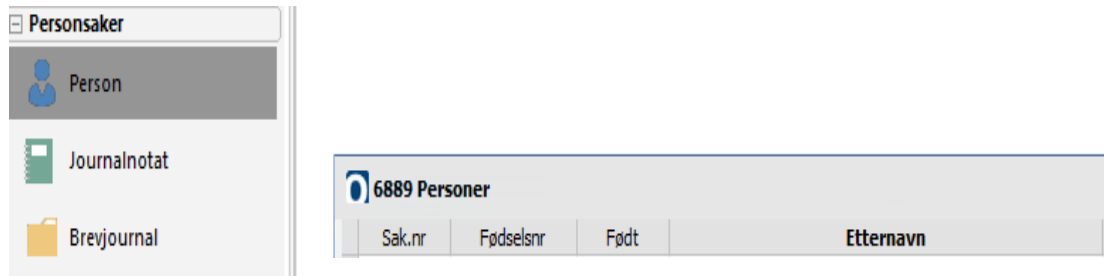 Personsaker
Person
Journalnotat
Brevjournal
6889 Personer
Sak.nr Fødselsnr Født Etternavn